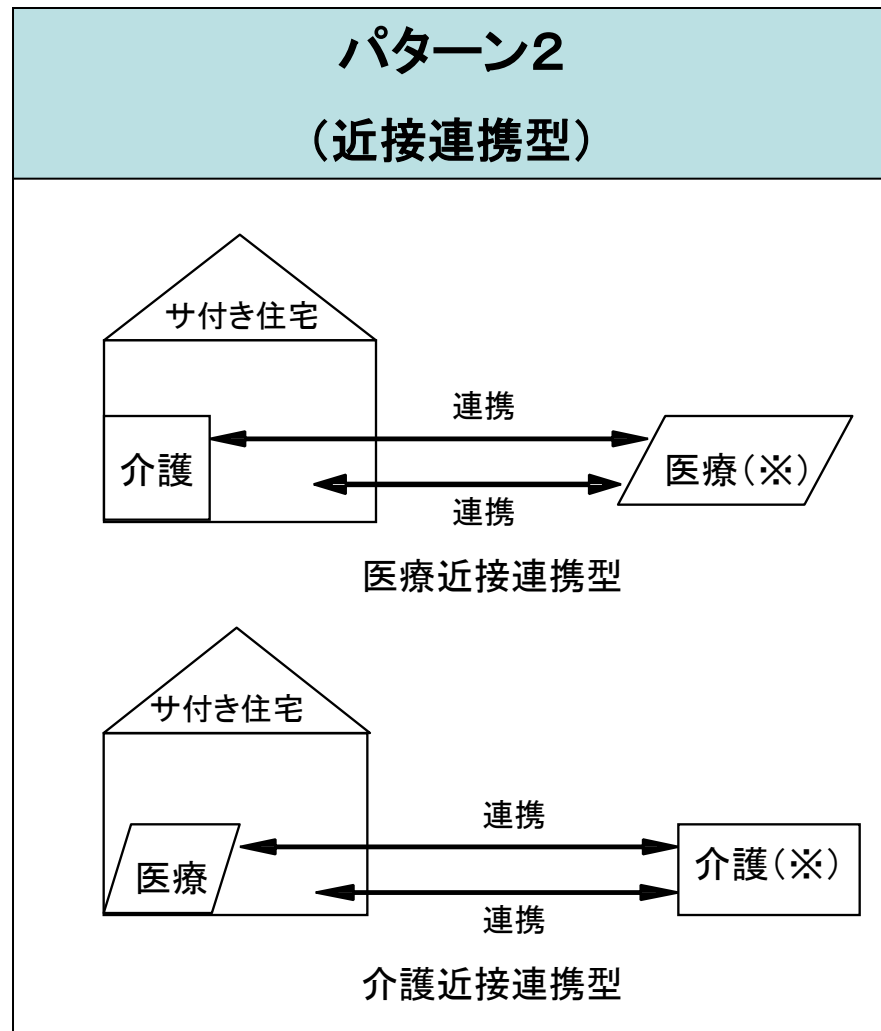 パターン2
（近接連携型）
サ付き住宅
連携
介護
医療（※）
連携
医療近接連携型
サ付き住宅
連携
医療
介護（※）
連携
介護近接連携型